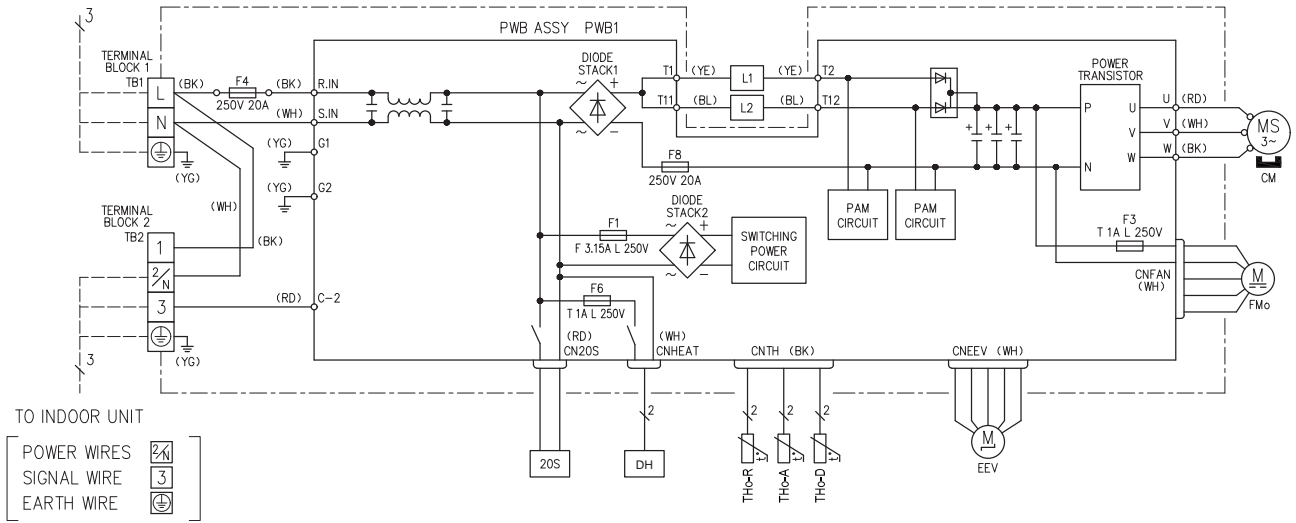 3
PWB ASSY PWB1
TERMINAL
BLOCK 1
TB1
L
N
(BK)
F4
250V 20A
(BK)
R.IN
(WH)
S.IN
(YG)
G1
(YG)
(YG)
G2
(WH)
(BK)
DIODE
STACK1
~
+
~
−
T1
(YE)
L1
(YE)
T2
T11
(BL)
L2
(BL)
T12
F8
250V 20A
PAM
CIRCUIT
PAM
CIRCUIT
+
+
+
POWER
TRANSISTOR
P
U
V
N
W
U
(RD)
V
(WH)
W
(BK)
MS
3~
CM
TERMINAL
BLOCK 2
TB2
1
2/N
3
(RD)
C-2
(YG)
3
F1
F 3.15A L 250V
DIODE
STACK2
~
+
~
−
SWITCHING
POWER
CIRCUIT
F6
T 1A L 250V
F3
T 1A L 250V
CNFAN
(WH)
M
FMo
(RD)
CN20S
(WH)
CNHEAT
CNTH (BK)
CNEEV (WH)
2
2
2
2
20S
DH
t°
t°
t°
THo-R
THo-A
THo-D
M
EEV
TO INDOOR UNIT
POWER WIRES 2/N
SIGNAL WIRE 3
EARTH WIRE